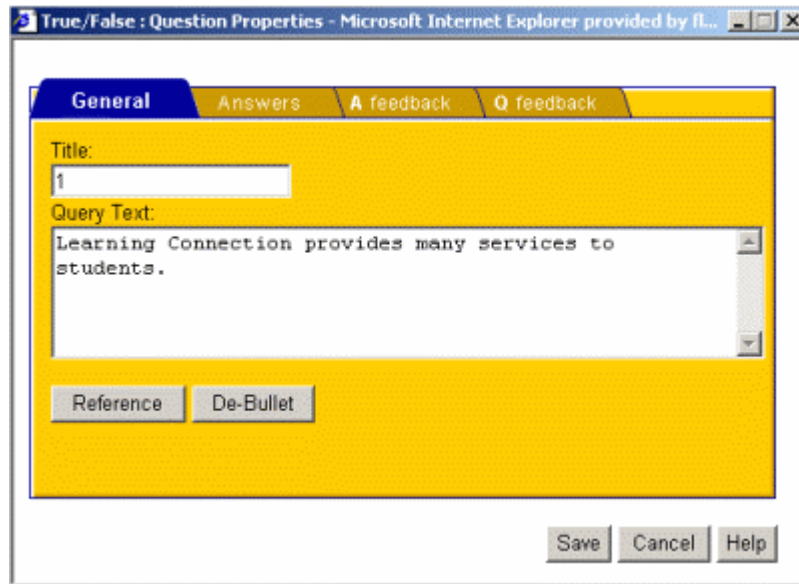 True/False : Question Properties - Microsoft Internet Explorer provided by fl...
General Answers A feedback Q feedback
Title:
1
Query Text:
Learning Connection provides many services to
students.
Reference De-Bullet
Save Cancel Help